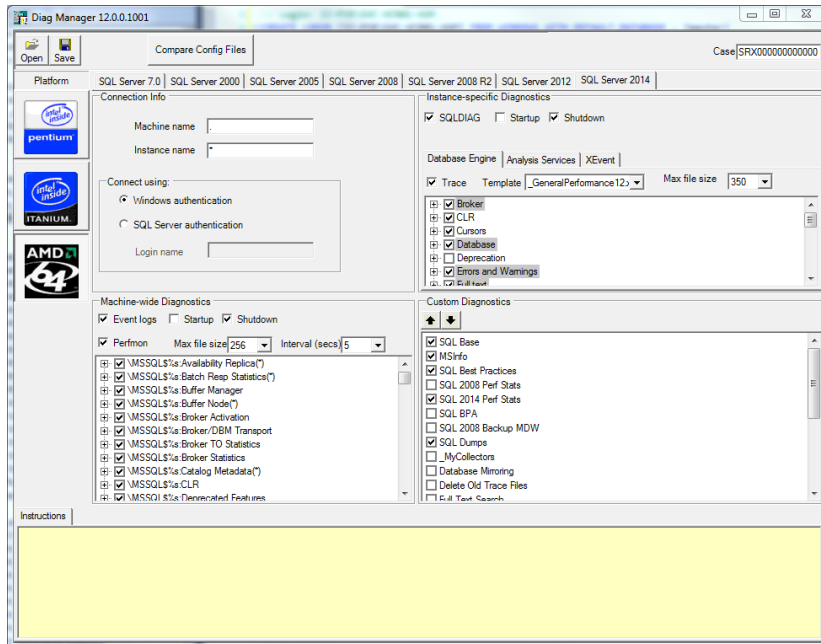 Diag Manager 12.0.0.1001
Open Save Compare Config Files Case SRX000000000000
Platform SQL Server 7.0 SQL Server 2000 SQL Server 2005 SQL Server 2008 SQL Server 2008 R2 SQL Server 2012 SQL Server 2014
intel inside pentium
intel inside ITANIUM
AMD 64
Connection Info
Machine name .
Instance name *
Connect using:
Windows authentication
SQL Server authentication
Login name
Instance-specific Diagnostics
SQLDIAG Startup Shutdown
Database Engine Analysis Services XEvent
Trace Template _GeneralPerformance12.x Max file size 350
Broker
CLR
Cursors
Database
Deprecation
Errors and Warnings
Full text
Machine-wide Diagnostics
Event logs Startup Shutdown
Perfmon Max file size 256 Interval (secs) 5
\MSSQL$%s:Availability Replica(*)
\MSSQL$%s:Batch Resp Statistics(*)
\MSSQL$%s:Buffer Manager
\MSSQL$%s:Buffer Node(*)
\MSSQL$%s:Broker Activation
\MSSQL$%s:Broker/DBM Transport
\MSSQL$%s:Broker TO Statistics
\MSSQL$%s:Broker Statistics
\MSSQL$%s:Catalog Metadata(*)
\MSSQL$%s:CLR
\MSSQL$%s:Deprecated Features
Custom Diagnostics
SQL Base
MSInfo
SQL Best Practices
SQL 2008 Perf Stats
SQL 2014 Perf Stats
SQL BPA
SQL 2008 Backup MDW
SQL Dumps
_MyCollectors
Database Mirroring
Delete Old Trace Files
Full Text Search
Instructions